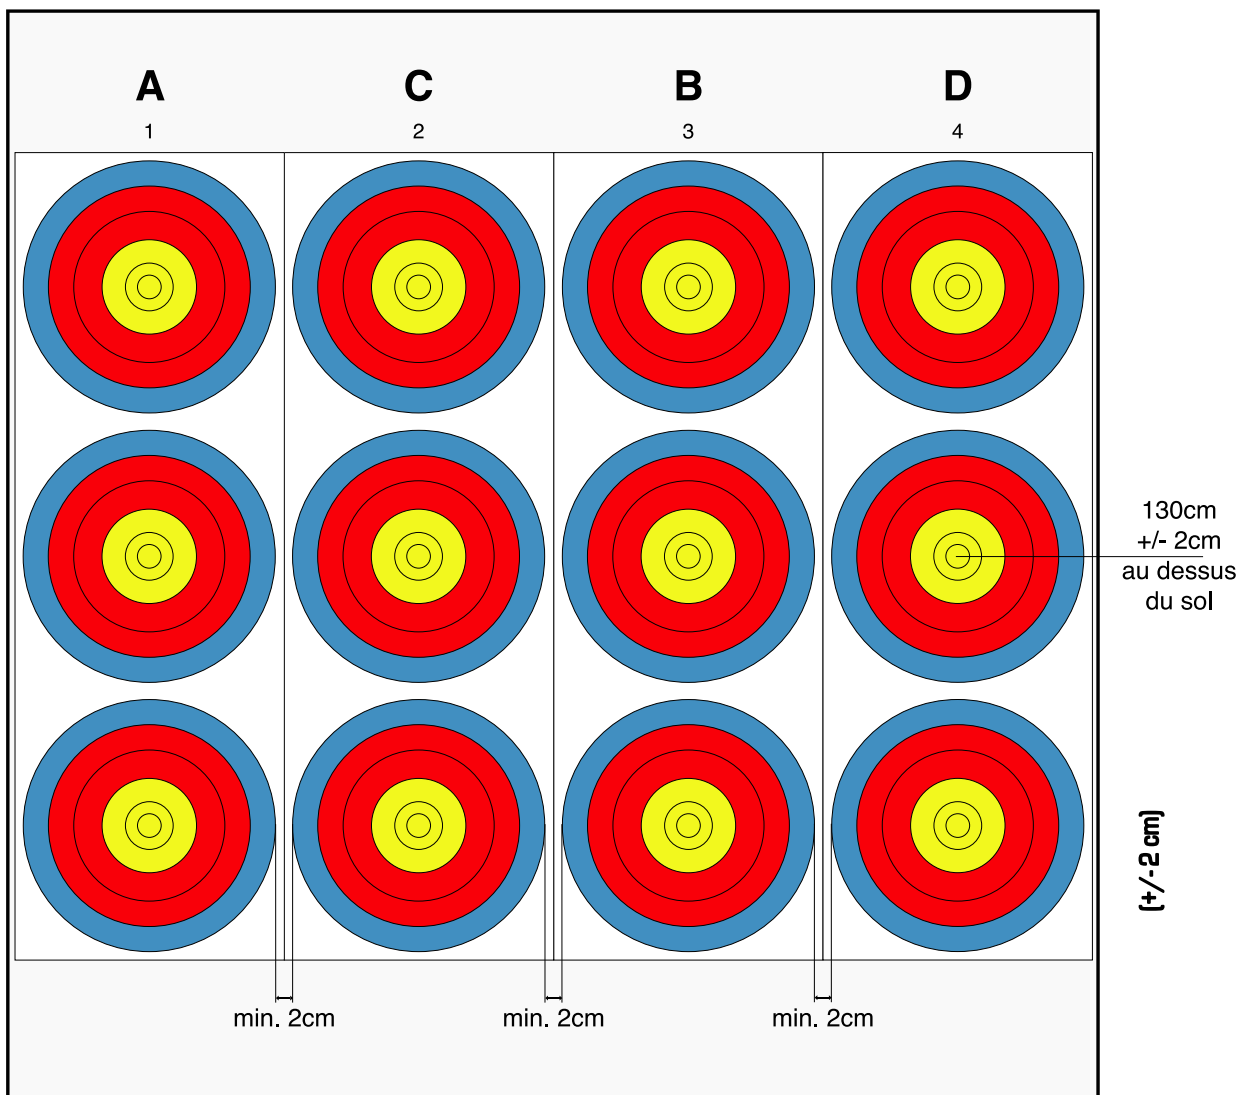 A C B D
1 2 3 4
130cm
+/- 2cm
au dessus
du sol
(+/-2 cm)
min. 2cm min. 2cm min. 2cm